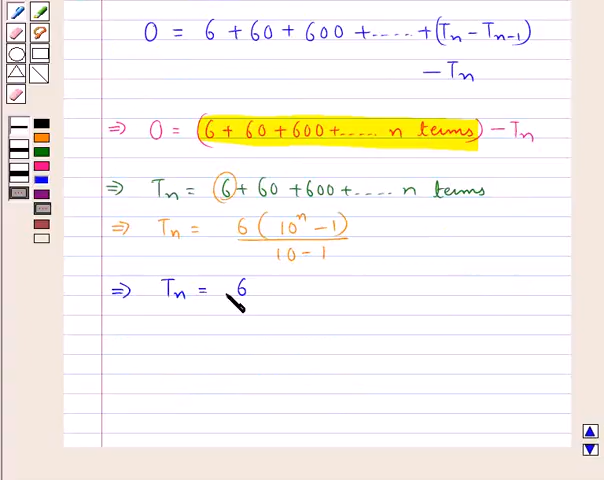 0 = 6 + 60 + 600 + ..... + (Tn - Tn-1)
- Tn
⇒ 0 = (6 + 60 + 600 + ..... n terms) - Tn
⇒ Tn = 6 + 60 + 600 + ..... n terms
⇒ Tn = 6 (10^n - 1)
10 - 1
⇒ Tn = 6